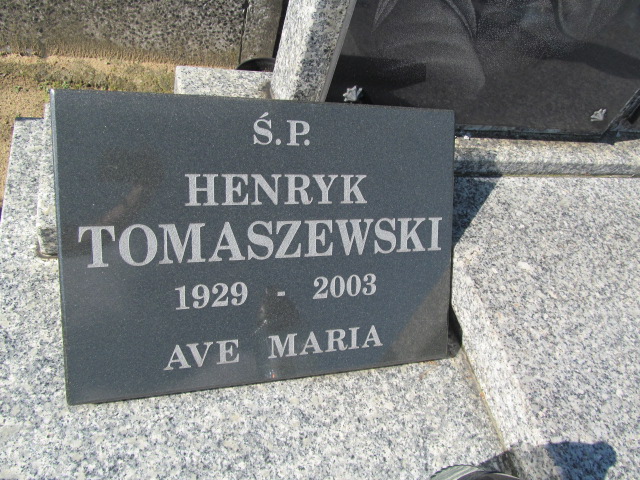 Ś.P.
HENRYK
TOMASZEWSKI
1929 - 2003
AVE MARIA